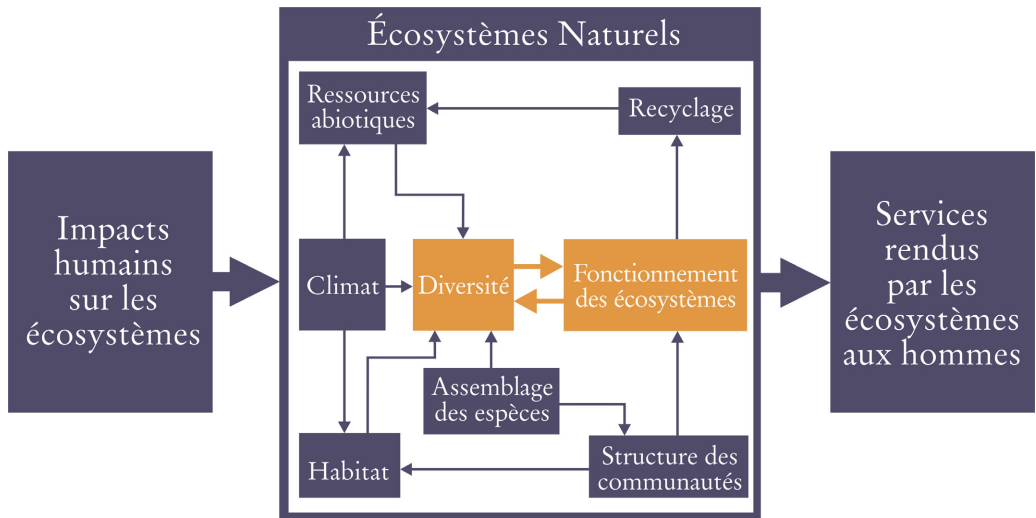 Écosystèmes Naturels
Ressources
abiotiques
Recyclage
Impacts
humains
sur les
écosystèmes
Climat
Diversité
Fonctionnement
des écosystèmes
Services
rendus
par les
écosystèmes
aux hommes
Assemblage
des espèces
Habitat
Structure des
communautés